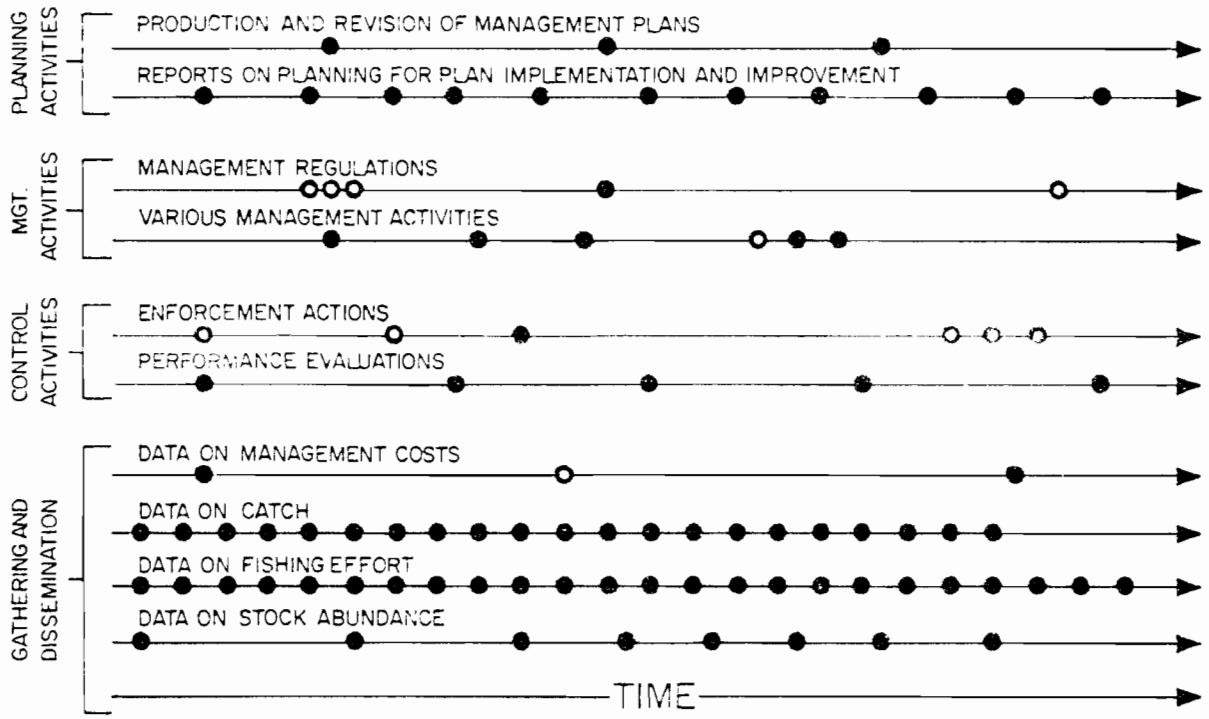 PLANNING
ACTIVITIES
PRODUCTION AND REVISION OF MANAGEMENT PLANS
REPORTS ON PLANNING FOR PLAN IMPLEMENTATION AND IMPROVEMENT
MGT.
ACTIVITIES
MANAGEMENT REGULATIONS
VARIOUS MANAGEMENT ACTIVITIES
CONTROL
ACTIVITIES
ENFORCEMENT ACTIONS
PERFORMANCE EVALUATIONS
GATHERING AND
DISSEMINATION
DATA ON MANAGEMENT COSTS
DATA ON CATCH
DATA ON FISHING EFFORT
DATA ON STOCK ABUNDANCE
TIME